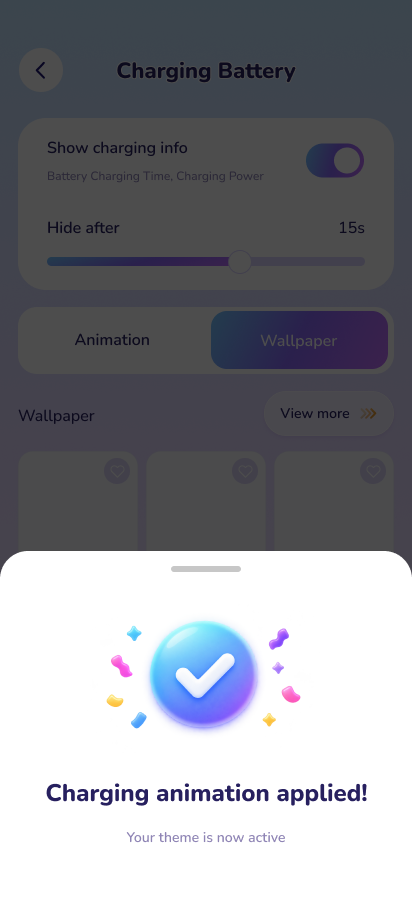 Charging Battery
Show charging info
Battery Charging Time, Charging Power
Hide after 15s
Animation Wallpaper
Wallpaper View more
Charging animation applied!
Your theme is now active